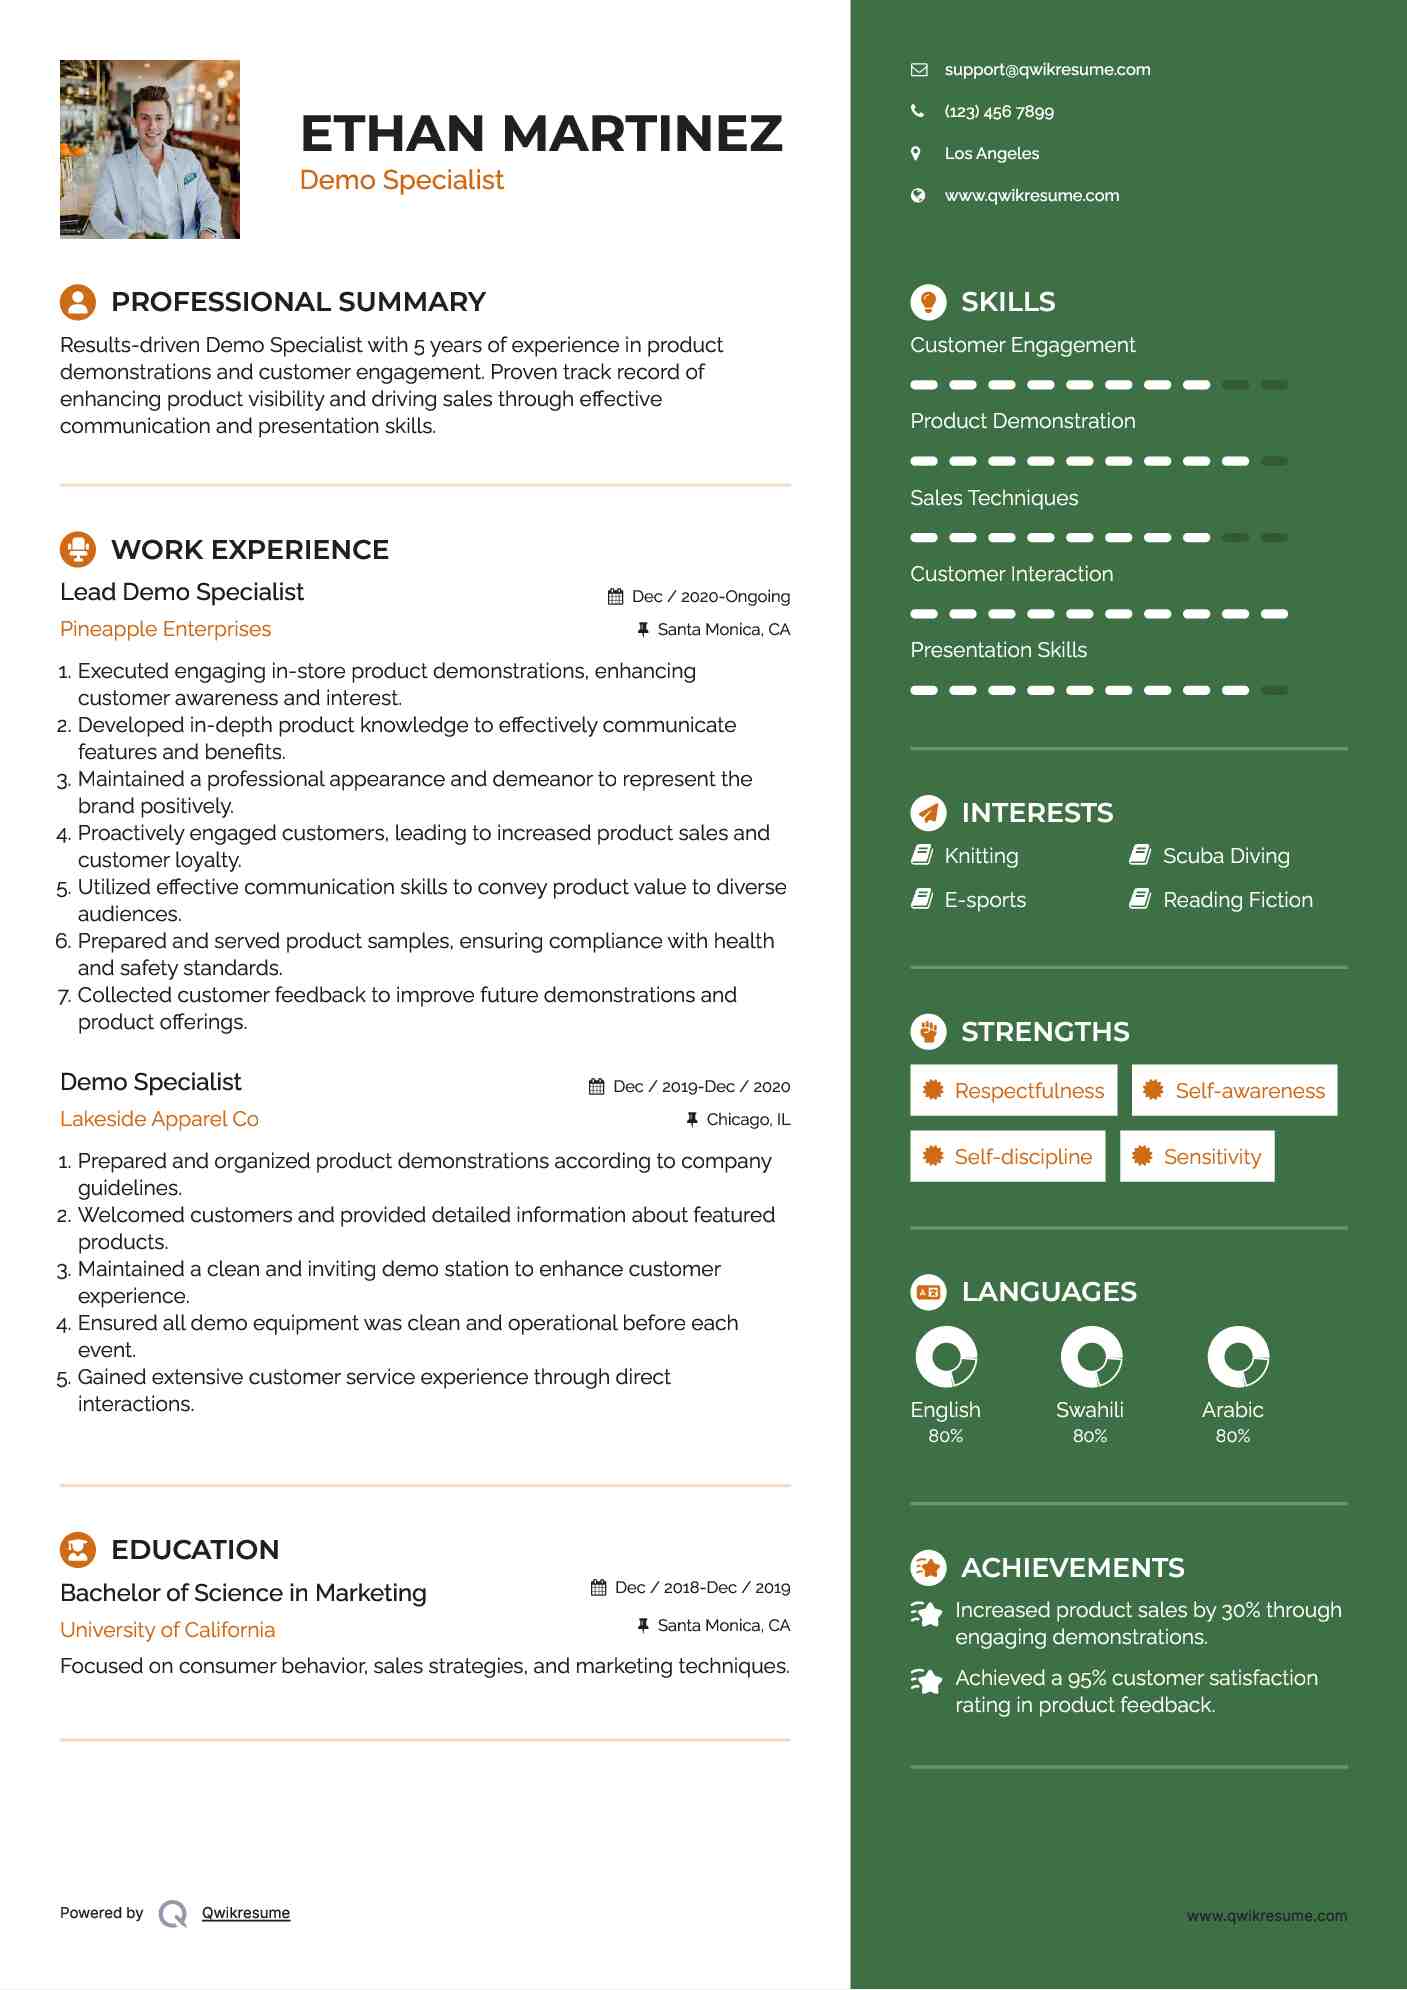 ETHAN MARTINEZ
Demo Specialist
support@qwikresume.com
(123) 456 7899
Los Angeles
www.qwikresume.com
PROFESSIONAL SUMMARY
Results-driven Demo Specialist with 5 years of experience in product
demonstrations and customer engagement. Proven track record of
enhancing product visibility and driving sales through effective
communication and presentation skills.
WORK EXPERIENCE
Lead Demo Specialist
Dec / 2020-Ongoing
Pineapple Enterprises
Santa Monica, CA
1. Executed engaging in-store product demonstrations, enhancing
customer awareness and interest.
2. Developed in-depth product knowledge to effectively communicate
features and benefits.
3. Maintained a professional appearance and demeanor to represent the
brand positively.
4. Proactively engaged customers, leading to increased product sales and
customer loyalty.
5. Utilized effective communication skills to convey product value to diverse
audiences.
6. Prepared and served product samples, ensuring compliance with health
and safety standards.
7. Collected customer feedback to improve future demonstrations and
product offerings.
Demo Specialist
Dec / 2019-Dec / 2020
Lakeside Apparel Co
Chicago, IL
1. Prepared and organized product demonstrations according to company
guidelines.
2. Welcomed customers and provided detailed information about featured
products.
3. Maintained a clean and inviting demo station to enhance customer
experience.
4. Ensured all demo equipment was clean and operational before each
event.
5. Gained extensive customer service experience through direct
interactions.
EDUCATION
Bachelor of Science in Marketing
Dec / 2018-Dec / 2019
University of California
Santa Monica, CA
Focused on consumer behavior, sales strategies, and marketing techniques.
SKILLS
Customer Engagement
Product Demonstration
Sales Techniques
Customer Interaction
Presentation Skills
INTERESTS
Knitting
Scuba Diving
E-sports
Reading Fiction
STRENGTHS
Respectfulness
Self-awareness
Self-discipline
Sensitivity
LANGUAGES
English
80%
Swahili
80%
Arabic
80%
ACHIEVEMENTS
Increased product sales by 30% through
engaging demonstrations.
Achieved a 95% customer satisfaction
rating in product feedback.
Powered by Qwikresume
www.qwikresume.com